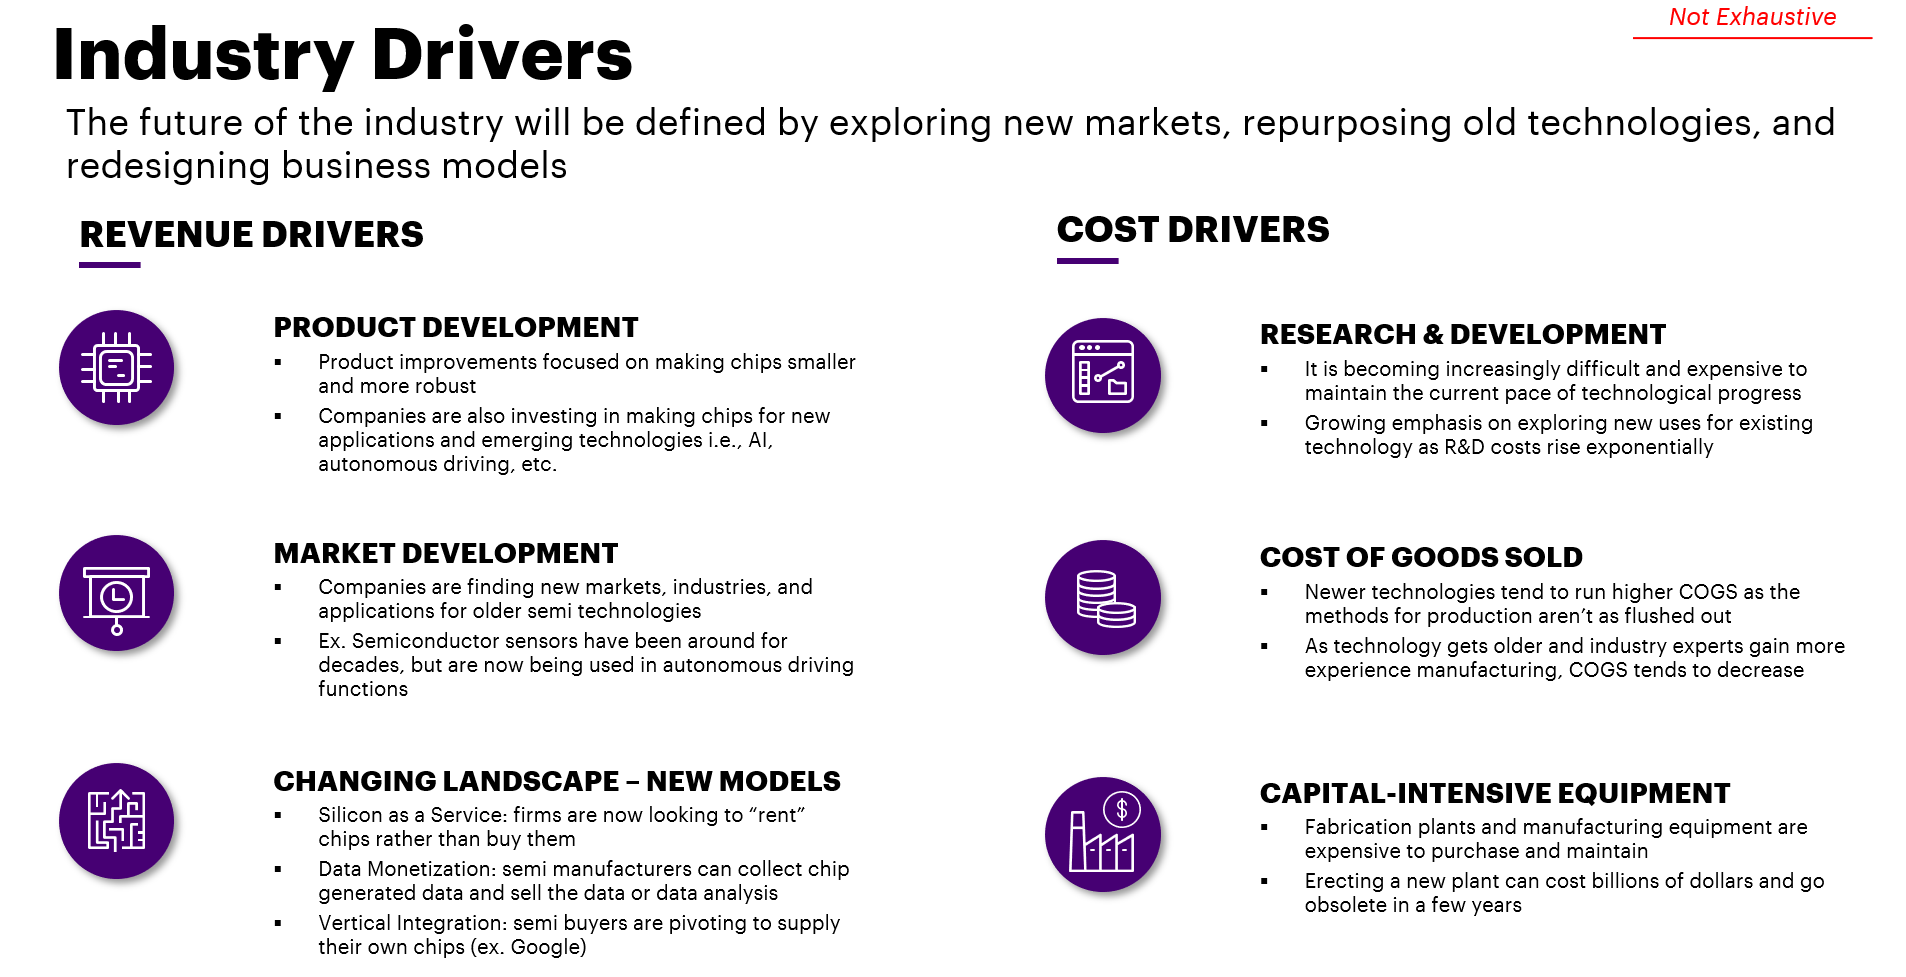 Not Exhaustive
Industry Drivers
The future of the industry will be defined by exploring new markets, repurposing old technologies, and
redesigning business models
REVENUE DRIVERS
PRODUCT DEVELOPMENT
▪ Product improvements focused on making chips smaller
and more robust
▪ Companies are also investing in making chips for new
applications and emerging technologies i.e., AI,
autonomous driving, etc.
MARKET DEVELOPMENT
▪ Companies are finding new markets, industries, and
applications for older semi technologies
▪ Ex. Semiconductor sensors have been around for
decades, but are now being used in autonomous driving
functions
CHANGING LANDSCAPE – NEW MODELS
▪ Silicon as a Service: firms are now looking to “rent”
chips rather than buy them
▪ Data Monetization: semi manufacturers can collect chip
generated data and sell the data or data analysis
▪ Vertical Integration: semi buyers are pivoting to supply
their own chips (ex. Google)
COST DRIVERS
RESEARCH & DEVELOPMENT
▪ It is becoming increasingly difficult and expensive to
maintain the current pace of technological progress
▪ Growing emphasis on exploring new uses for existing
technology as R&D costs rise exponentially
COST OF GOODS SOLD
▪ Newer technologies tend to run higher COGS as the
methods for production aren’t as flushed out
▪ As technology gets older and industry experts gain more
experience manufacturing, COGS tends to decrease
$
CAPITAL-INTENSIVE EQUIPMENT
▪ Fabrication plants and manufacturing equipment are
expensive to purchase and maintain
▪ Erecting a new plant can cost billions of dollars and go
obsolete in a few years